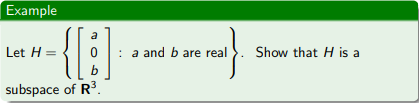 Example
Let H = { [ a 0 b ] : a and b are real }. Show that H is a
subspace of R³.